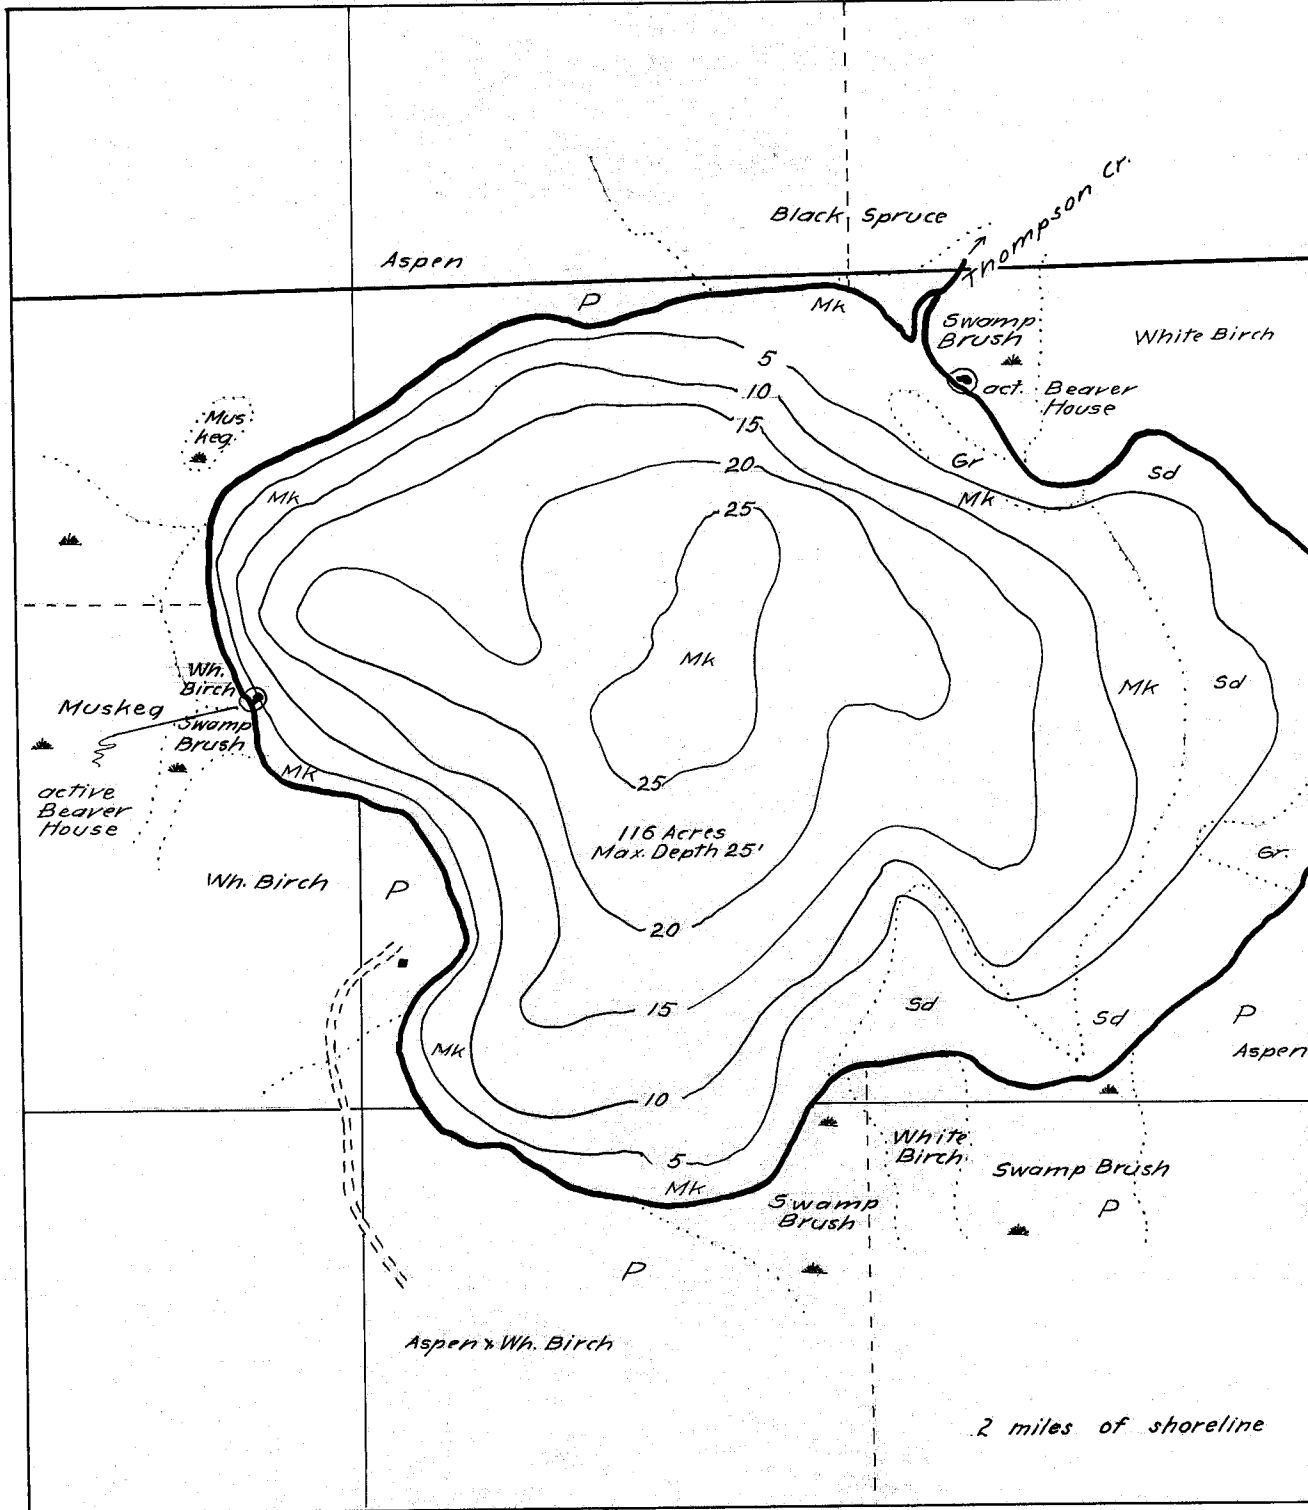 Thompson Cr.
Black Spruce
Aspen
P
Mk
Swamp
Brush
White Birch
5
act. Beaver
House
10
Mus
keg
15
Gr
20
Sd
Mk
Mk
25
Wh.
Birch
Mk
Mk
Sd
Muskeg
Swamp
Brush
Mk
25
active
Beaver
House
116 Acres
Max. Depth 25'
Gr.
Wh. Birch
P
20
15
Sd
Sd
P
Aspen
Mk
10
White
Birch
5
Swamp Brush
Mk
Swamp
Brush
P
P
Aspen & Wh. Birch
2 miles of shoreline